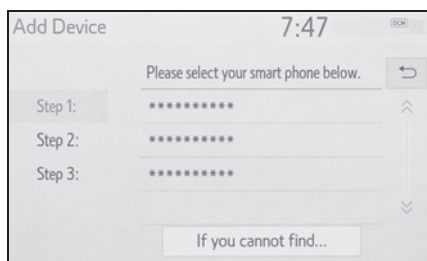 Add Device 7:47 DCM
Please select your smart phone below.
Step 1: **********
Step 2: **********
Step 3: **********
If you cannot find...